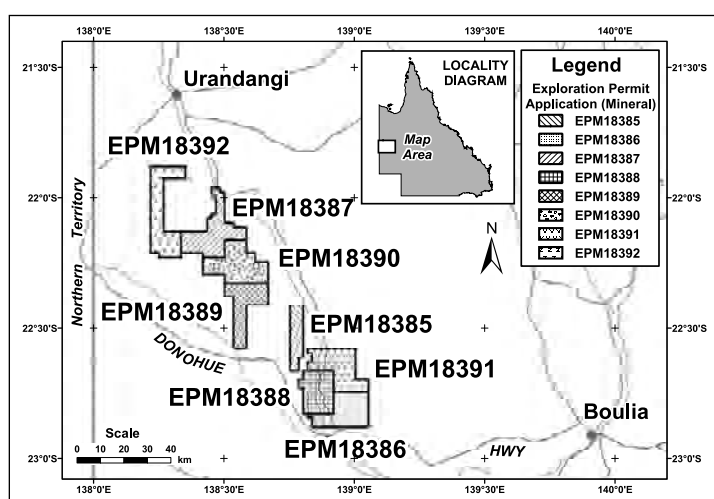 138°0'E 138°30'E 139°0'E 139°30'E 140°0'E
21°30'S
22°0'S
22°30'S
23°0'S
21°30'S
22°0'S
22°30'S
23°0'S
Urandangi
EPM18392
EPM18387
EPM18390
EPM18389
EPM18385
EPM18391
EPM18388
EPM18386
Northern Territory
DONOHUE
HWY
Boulia
N
LOCALITY
DIAGRAM
Map
Area
Legend
Exploration Permit
Application (Mineral)
EPM18385
EPM18386
EPM18387
EPM18388
EPM18389
EPM18390
EPM18391
EPM18392
Scale
0 10 20 30 40
km
138°0'E 138°30'E 139°0'E 139°30'E 140°0'E